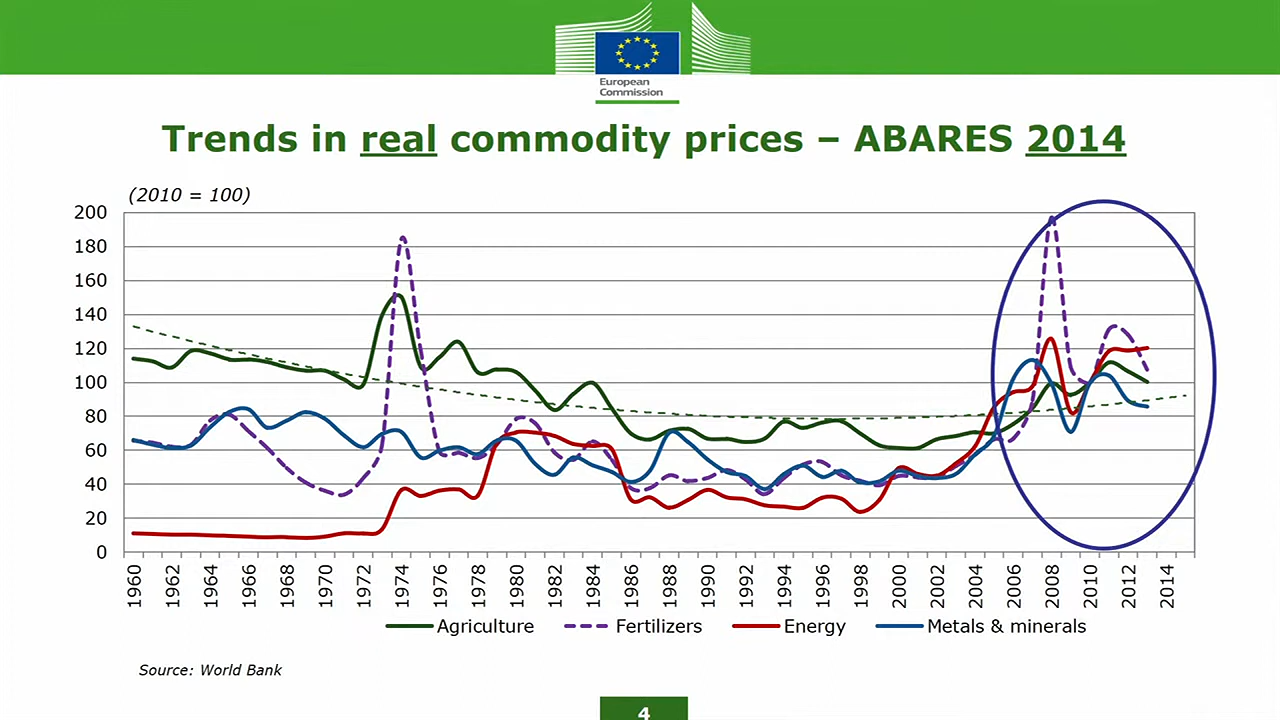 European
Commission
Trends in real commodity prices – ABARES 2014
(2010 = 100)
200
180
160
140
120
100
80
60
40
20
0
1960 1962 1964 1966 1968 1970 1972 1974 1976 1978 1980 1982 1984 1986 1988 1990 1992 1994 1996 1998 2000 2002 2004 2006 2008 2010 2012 2014
Agriculture Fertilizers Energy Metals & minerals
Source: World Bank
4